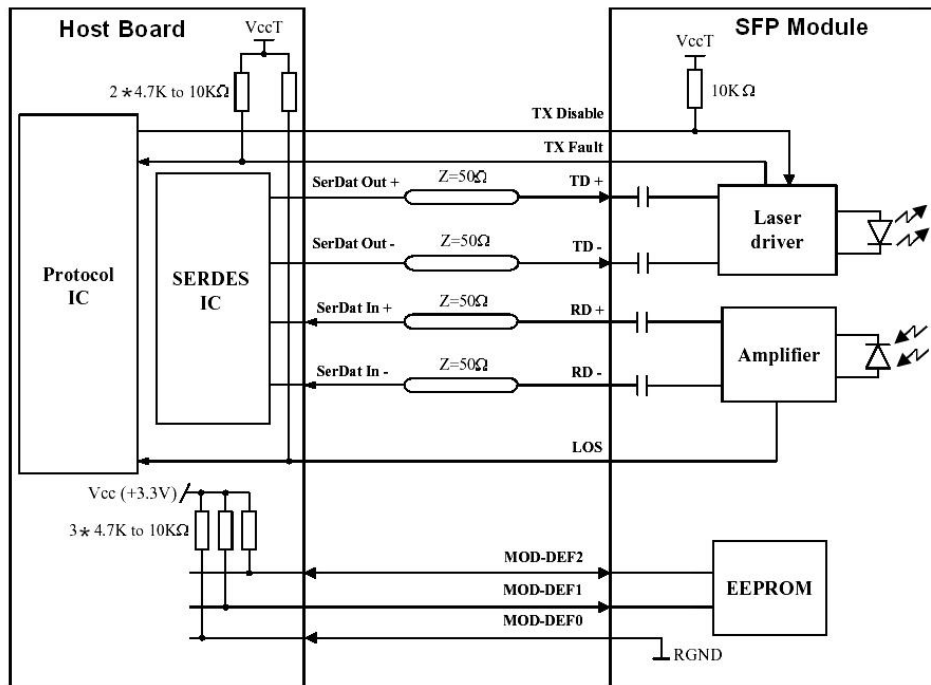 Host Board
SFP Module
VccT
VccT
2*4.7K to 10KΩ
10KΩ
TX Disable
TX Fault
SerDat Out +
Z=50Ω
TD +
SerDat Out -
Z=50Ω
TD -
Laser
driver
Protocol
IC
SERDES
IC
SerDat In +
Z=50Ω
RD +
SerDat In -
Z=50Ω
RD -
Amplifier
LOS
Vcc (+3.3V)
3*4.7K to 10KΩ
MOD-DEF2
MOD-DEF1
MOD-DEF0
EEPROM
RGND